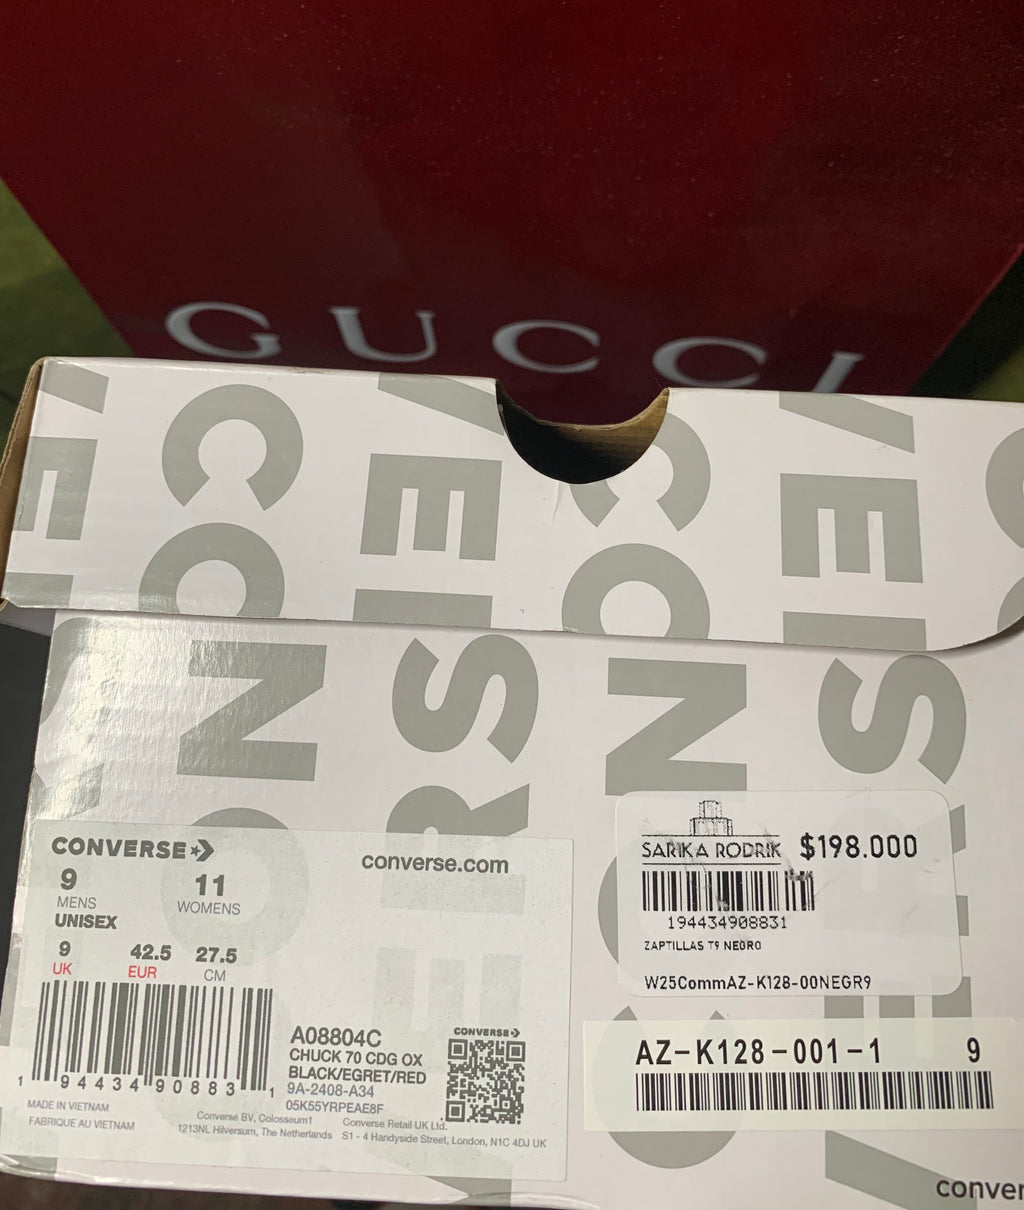 GUCCI
CONVERSE
CONVERSE
CONVERSE
converse.com
9
11
MENS
WOMENS
UNISEX
9
42.5
27.5
UK
EUR
CM
1 94434 90883 1
A08804C
CHUCK 70 CDG OX
BLACK/EGRET/RED
9A-2408-A34
05K55YRPEAE8F
CONVERSE
MADE IN VIETNAM
FABRIQUE AU VIETNAM
Converse BV, Colosseum1
1213NL Hilversum, The Netherlands
Converse Retail UK Ltd.
S1 - 4 Handyside Street, London, N1C 4DJ UK
SARIKA RODRIK
$198.000
194434908831
ZAPTILLAS T9 NEGRO
W25CommAZ-K128-00NEGR9
AZ-K128-001-1 9
conver